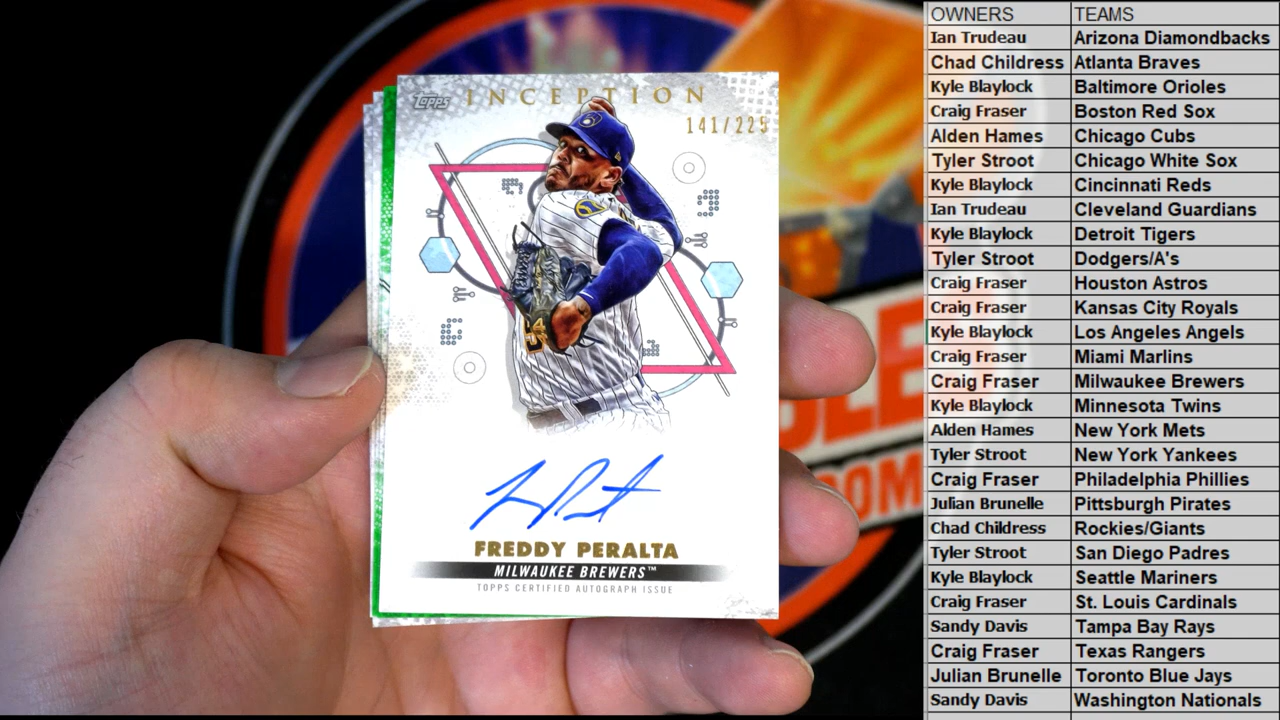 Topps INCEPTION
141/225
FREDDY PERALTA
MILWAUKEE BREWERS™
TOPPS CERTIFIED AUTOGRAPH ISSUE
OWNERS TEAMS
Ian Trudeau Arizona Diamondbacks
Chad Childress Atlanta Braves
Kyle Blaylock Baltimore Orioles
Craig Fraser Boston Red Sox
Alden Hames Chicago Cubs
Tyler Stroot Chicago White Sox
Kyle Blaylock Cincinnati Reds
Ian Trudeau Cleveland Guardians
Kyle Blaylock Detroit Tigers
Tyler Stroot Dodgers/A's
Craig Fraser Houston Astros
Craig Fraser Kansas City Royals
Kyle Blaylock Los Angeles Angels
Craig Fraser Miami Marlins
Craig Fraser Milwaukee Brewers
Kyle Blaylock Minnesota Twins
Alden Hames New York Mets
Tyler Stroot New York Yankees
Craig Fraser Philadelphia Phillies
Julian Brunelle Pittsburgh Pirates
Chad Childress Rockies/Giants
Tyler Stroot San Diego Padres
Kyle Blaylock Seattle Mariners
Craig Fraser St. Louis Cardinals
Sandy Davis Tampa Bay Rays
Craig Fraser Texas Rangers
Julian Brunelle Toronto Blue Jays
Sandy Davis Washington Nationals